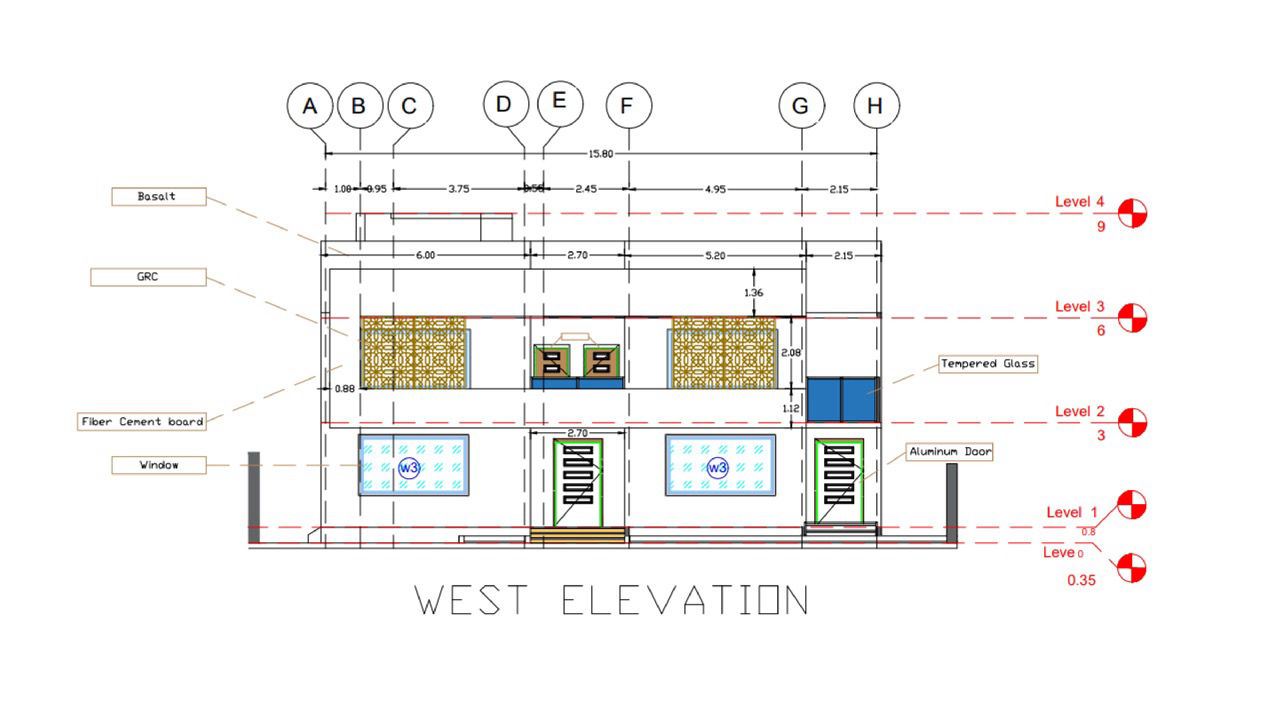 A B C D E F G H
15.80
1.00 0.95 3.75 0.55 2.45 4.95 2.15
Basalt
Level 4
9
6.00 2.70 5.20 2.15
GRC
1.36
Level 3
6
2.08
Tempered Glass
0.88
1.12
Level 2
3
Fiber Cement board
2.70
Aluminum Door
Window
w3
w3
Level 1
0.8
Leve 0
0.35
WEST ELEVATION